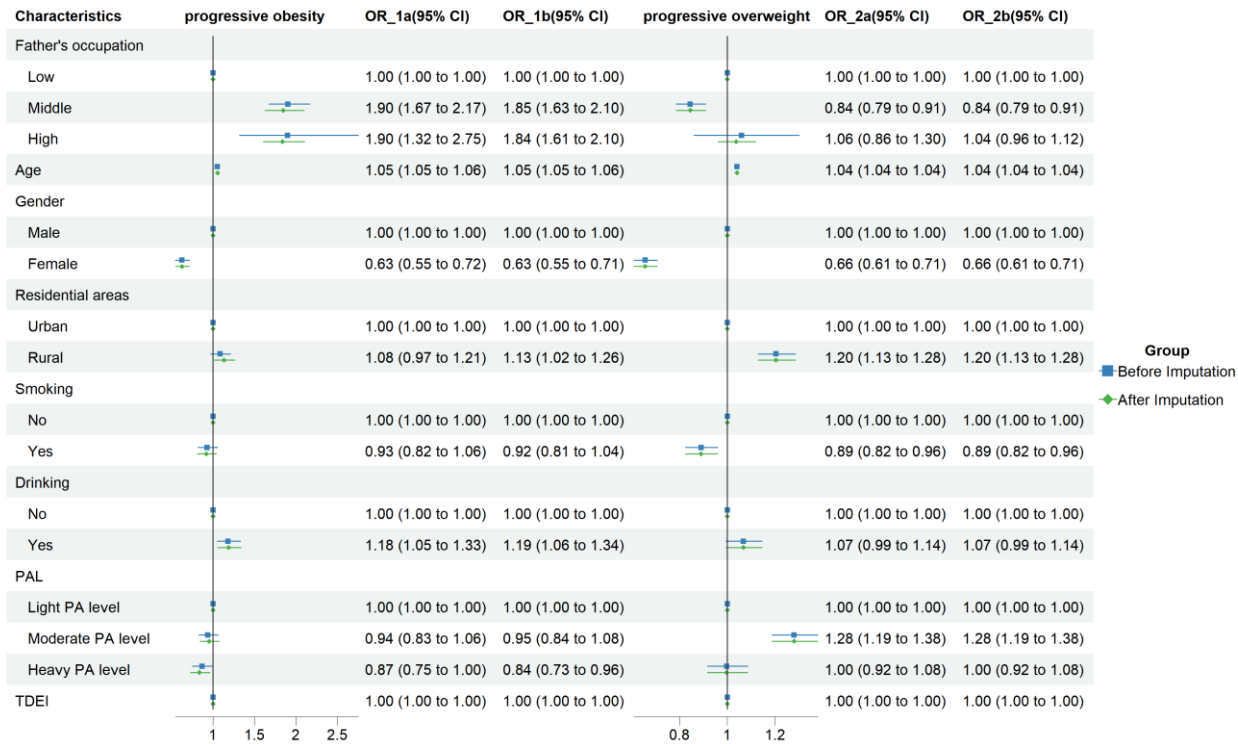 Characteristics progressive obesity OR_1a(95% CI) OR_1b(95% CI) progressive overweight OR_2a(95% CI) OR_2b(95% CI)
Father's occupation
Low 1.00 (1.00 to 1.00) 1.00 (1.00 to 1.00) 1.00 (1.00 to 1.00) 1.00 (1.00 to 1.00)
Middle 1.90 (1.67 to 2.17) 1.85 (1.63 to 2.10) 0.84 (0.79 to 0.91) 0.84 (0.79 to 0.91)
High 1.90 (1.32 to 2.75) 1.84 (1.61 to 2.10) 1.06 (0.86 to 1.30) 1.04 (0.96 to 1.12)
Age 1.05 (1.05 to 1.06) 1.05 (1.05 to 1.06) 1.04 (1.04 to 1.04) 1.04 (1.04 to 1.04)
Gender
Male 1.00 (1.00 to 1.00) 1.00 (1.00 to 1.00) 1.00 (1.00 to 1.00) 1.00 (1.00 to 1.00)
Female 0.63 (0.55 to 0.72) 0.63 (0.55 to 0.71) 0.66 (0.61 to 0.71) 0.66 (0.61 to 0.71)
Residential areas
Urban 1.00 (1.00 to 1.00) 1.00 (1.00 to 1.00) 1.00 (1.00 to 1.00) 1.00 (1.00 to 1.00)
Rural 1.08 (0.97 to 1.21) 1.13 (1.02 to 1.26) 1.20 (1.13 to 1.28) 1.20 (1.13 to 1.28)
Smoking
No 1.00 (1.00 to 1.00) 1.00 (1.00 to 1.00) 1.00 (1.00 to 1.00) 1.00 (1.00 to 1.00)
Yes 0.93 (0.82 to 1.06) 0.92 (0.81 to 1.04) 0.89 (0.82 to 0.96) 0.89 (0.82 to 0.96)
Drinking
No 1.00 (1.00 to 1.00) 1.00 (1.00 to 1.00) 1.00 (1.00 to 1.00) 1.00 (1.00 to 1.00)
Yes 1.18 (1.05 to 1.33) 1.19 (1.06 to 1.34) 1.07 (0.99 to 1.14) 1.07 (0.99 to 1.14)
PAL
Light PA level 1.00 (1.00 to 1.00) 1.00 (1.00 to 1.00) 1.00 (1.00 to 1.00) 1.00 (1.00 to 1.00)
Moderate PA level 0.94 (0.83 to 1.06) 0.95 (0.84 to 1.08) 1.28 (1.19 to 1.38) 1.28 (1.19 to 1.38)
Heavy PA level 0.87 (0.75 to 1.00) 0.84 (0.73 to 0.96) 1.00 (0.92 to 1.08) 1.00 (0.92 to 1.08)
TDEI 1.00 (1.00 to 1.00) 1.00 (1.00 to 1.00) 1.00 (1.00 to 1.00) 1.00 (1.00 to 1.00)
1 1.5 2 2.5 0.8 1 1.2
Group
Before Imputation
After Imputation